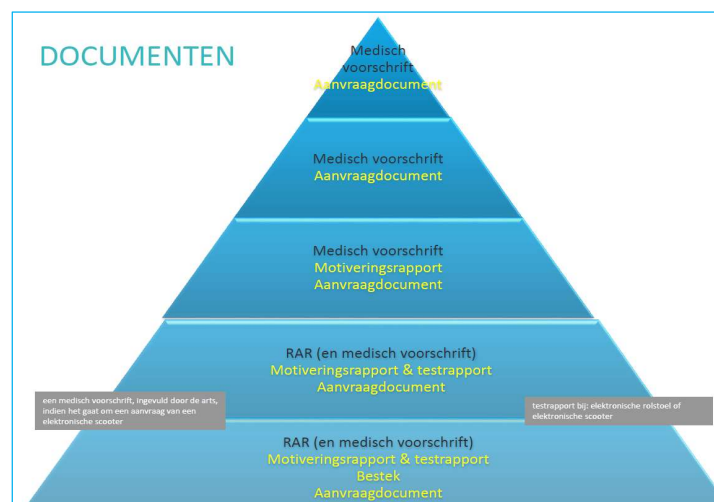 DOCUMENTEN
Medisch
voorschrift
Aanvraagdocument
Medisch voorschrift
Aanvraagdocument
Medisch voorschrift
Motiveringsrapport
Aanvraagdocument
RAR (en medisch voorschrift)
Motiveringsrapport & testrapport
Aanvraagdocument
een medisch voorschrift, ingevuld door de arts,
indien het gaat om een aanvraag van een
elektronische scooter
testrapport bij: elektronische rolstoel of
elektronische scooter
RAR (en medisch voorschrift)
Motiveringsrapport & testrapport
Bestek
Aanvraagdocument